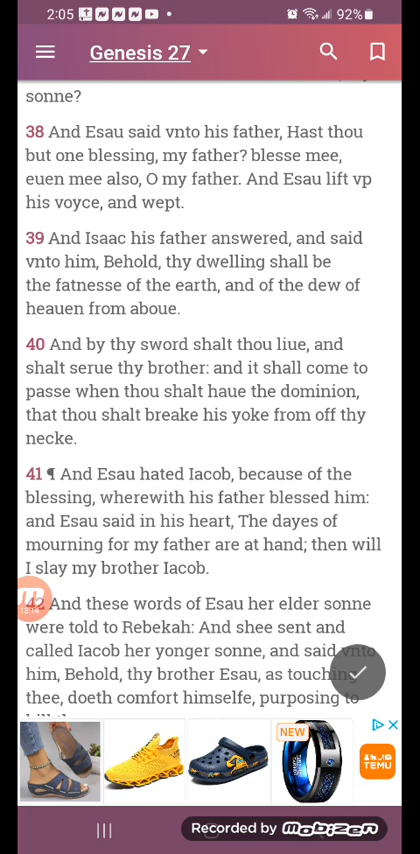 2:05
92%
Genesis 27
sonne?
38 And Esau said vnto his father, Hast thou
but one blessing, my father? blesse mee,
euen mee also, O my father. And Esau lift vp
his voyce, and wept.
39 And Isaac his father answered, and said
vnto him, Behold, thy dwelling shall be
the fatnesse of the earth, and of the dew of
heauen from aboue.
40 And by thy sword shalt thou liue, and
shalt serue thy brother: and it shall come to
passe when thou shalt haue the dominion,
that thou shalt breake his yoke from off thy
necke.
41 ¶ And Esau hated Iacob, because of the
blessing, wherewith his father blessed him:
and Esau said in his heart, The dayes of
mourning for my father are at hand; then will
I slay my brother Iacob.
42 And these words of Esau her elder sonne
were told to Rebekah: And shee sent and
called Iacob her yonger sonne, and said vnto
him, Behold, thy brother Esau, as touching
thee, doeth comfort himselfe, purposing to
NEW
TEMU
Recorded by mobizen